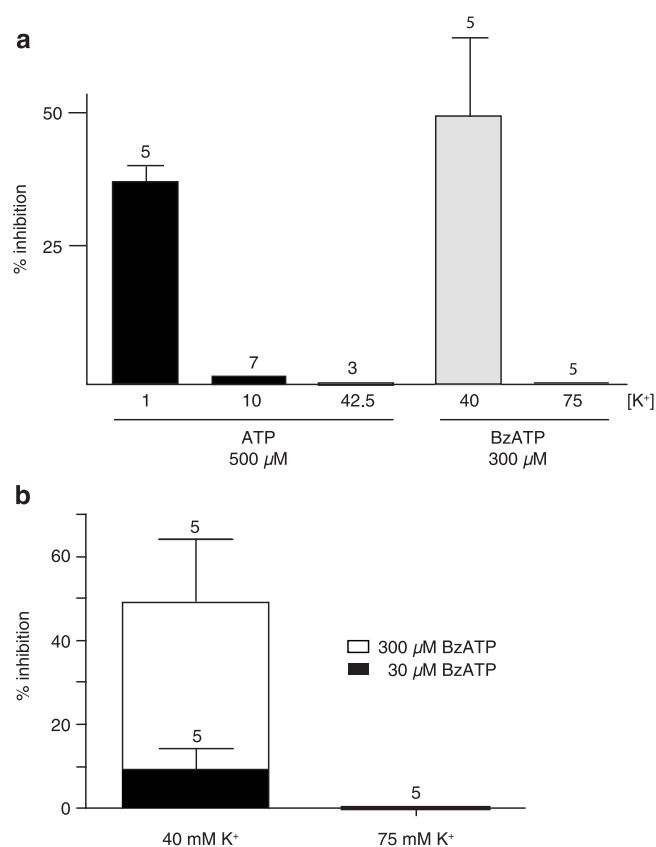 a
5
50
5
% inhibition
25
7
3
5
1
10
42.5
40
75
[K⁺]
ATP
500 µM
BzATP
300 µM
b
5
60
% inhibition
40
300 µM BzATP
30 µM BzATP
20
5
5
0
40 mM K⁺
75 mM K⁺